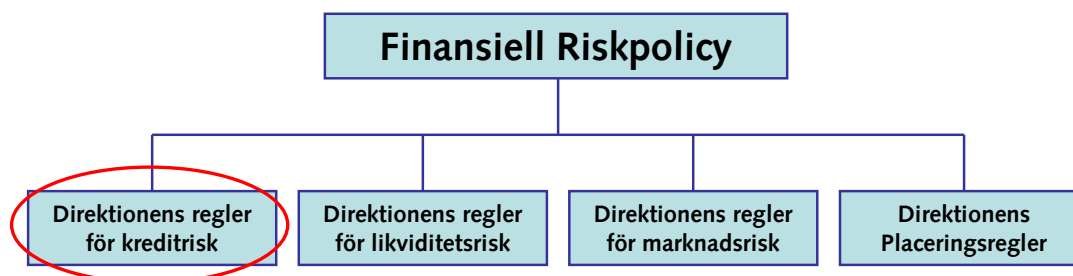 Finansiell Riskpolicy
Direktionens regler
för kreditrisk
Direktionens regler
för likviditetsrisk
Direktionens regler
för marknadsrisk
Direktionens
Placeringsregler